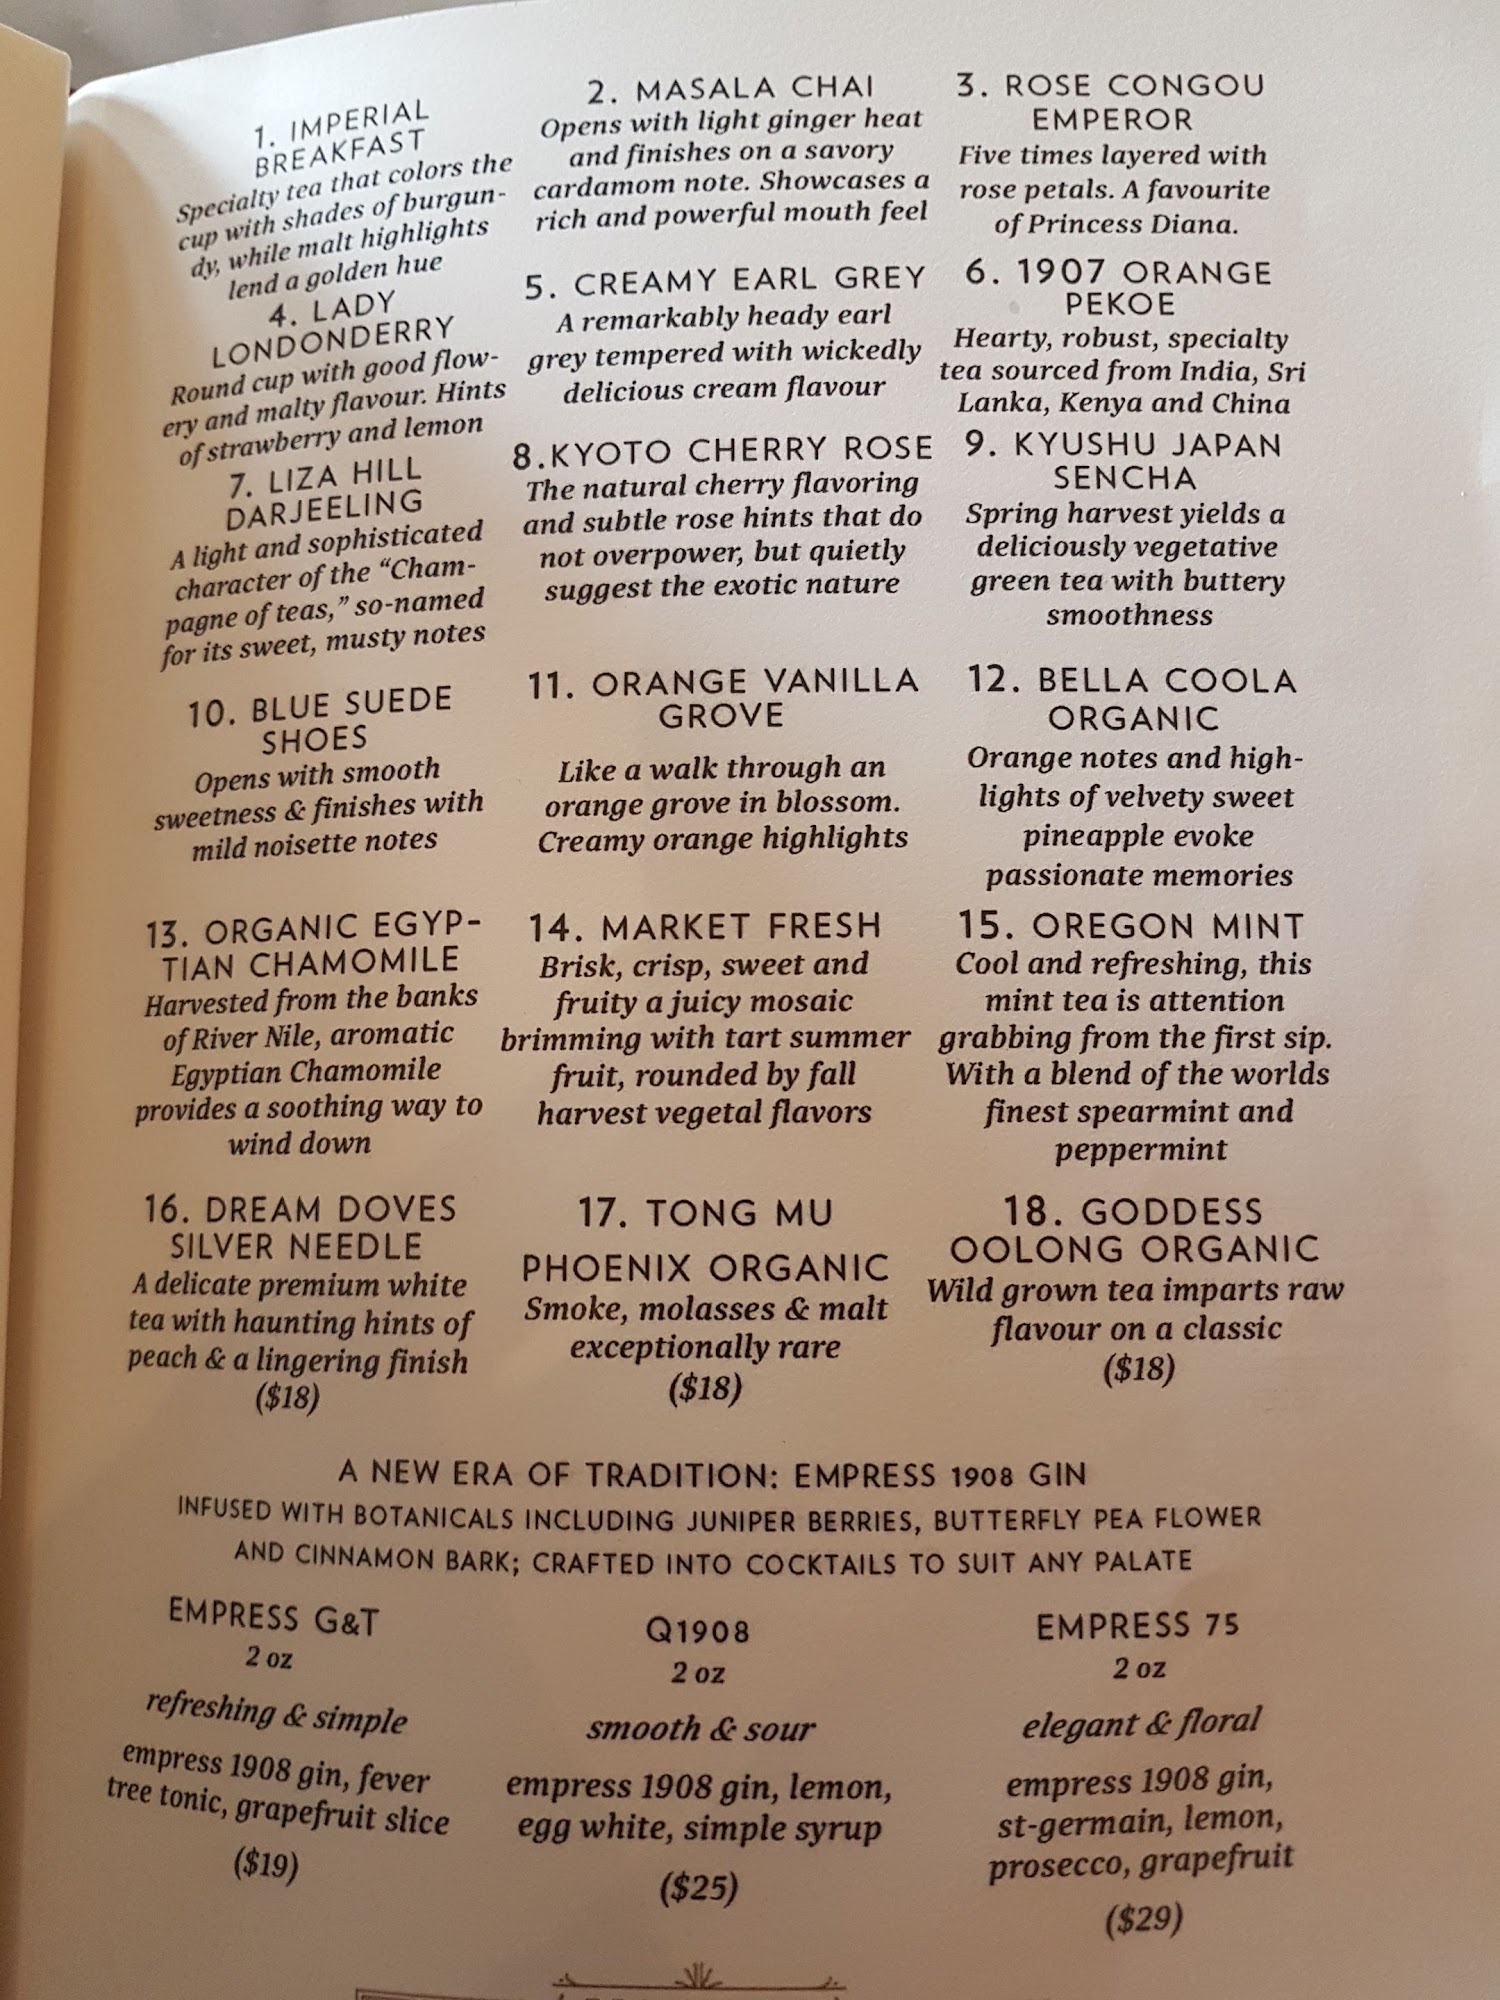 1. IMPERIAL
BREAKFAST
Specialty tea that colors the
cup with shades of burgun-
dy, while malt highlights
lend a golden hue
2. MASALA CHAI
Opens with light ginger heat
and finishes on a savory
cardamom note. Showcases a
rich and powerful mouth feel
3. ROSE CONGOU
EMPEROR
Five times layered with
rose petals. A favourite
of Princess Diana.
4. LADY
LONDONDERRY
Round cup with good flow-
ery and malty flavour. Hints
of strawberry and lemon
5. CREAMY EARL GREY
A remarkably heady earl
grey tempered with wickedly
delicious cream flavour
6. 1907 ORANGE
PEKOE
Hearty, robust, specialty
tea sourced from India, Sri
Lanka, Kenya and China
7. LIZA HILL
DARJEELING
A light and sophisticated
character of the “Cham-
pagne of teas,” so-named
for its sweet, musty notes
8.KYOTO CHERRY ROSE
The natural cherry flavoring
and subtle rose hints that do
not overpower, but quietly
suggest the exotic nature
9. KYUSHU JAPAN
SENCHA
Spring harvest yields a
deliciously vegetative
green tea with buttery
smoothness
10. BLUE SUEDE
SHOES
Opens with smooth
sweetness & finishes with
mild noisette notes
11. ORANGE VANILLA
GROVE
Like a walk through an
orange grove in blossom.
Creamy orange highlights
12. BELLA COOLA
ORGANIC
Orange notes and high-
lights of velvety sweet
pineapple evoke
passionate memories
13. ORGANIC EGYP-
TIAN CHAMOMILE
Harvested from the banks
of River Nile, aromatic
Egyptian Chamomile
provides a soothing way to
wind down
14. MARKET FRESH
Brisk, crisp, sweet and
fruity a juicy mosaic
brimming with tart summer
fruit, rounded by fall
harvest vegetal flavors
15. OREGON MINT
Cool and refreshing, this
mint tea is attention
grabbing from the first sip.
With a blend of the worlds
finest spearmint and
peppermint
16. DREAM DOVES
SILVER NEEDLE
A delicate premium white
tea with haunting hints of
peach & a lingering finish
($18)
17. TONG MU
PHOENIX ORGANIC
Smoke, molasses & malt
exceptionally rare
($18)
18. GODDESS
OOLONG ORGANIC
Wild grown tea imparts raw
flavour on a classic
($18)
A NEW ERA OF TRADITION: EMPRESS 1908 GIN
INFUSED WITH BOTANICALS INCLUDING JUNIPER BERRIES, BUTTERFLY PEA FLOWER
AND CINNAMON BARK; CRAFTED INTO COCKTAILS TO SUIT ANY PALATE
EMPRESS G&T
2 oz
refreshing & simple
empress 1908 gin, fever
tree tonic, grapefruit slice
($19)
Q1908
2 oz
smooth & sour
empress 1908 gin, lemon,
egg white, simple syrup
($25)
EMPRESS 75
2 oz
elegant & floral
empress 1908 gin,
st-germain, lemon,
prosecco, grapefruit
($29)